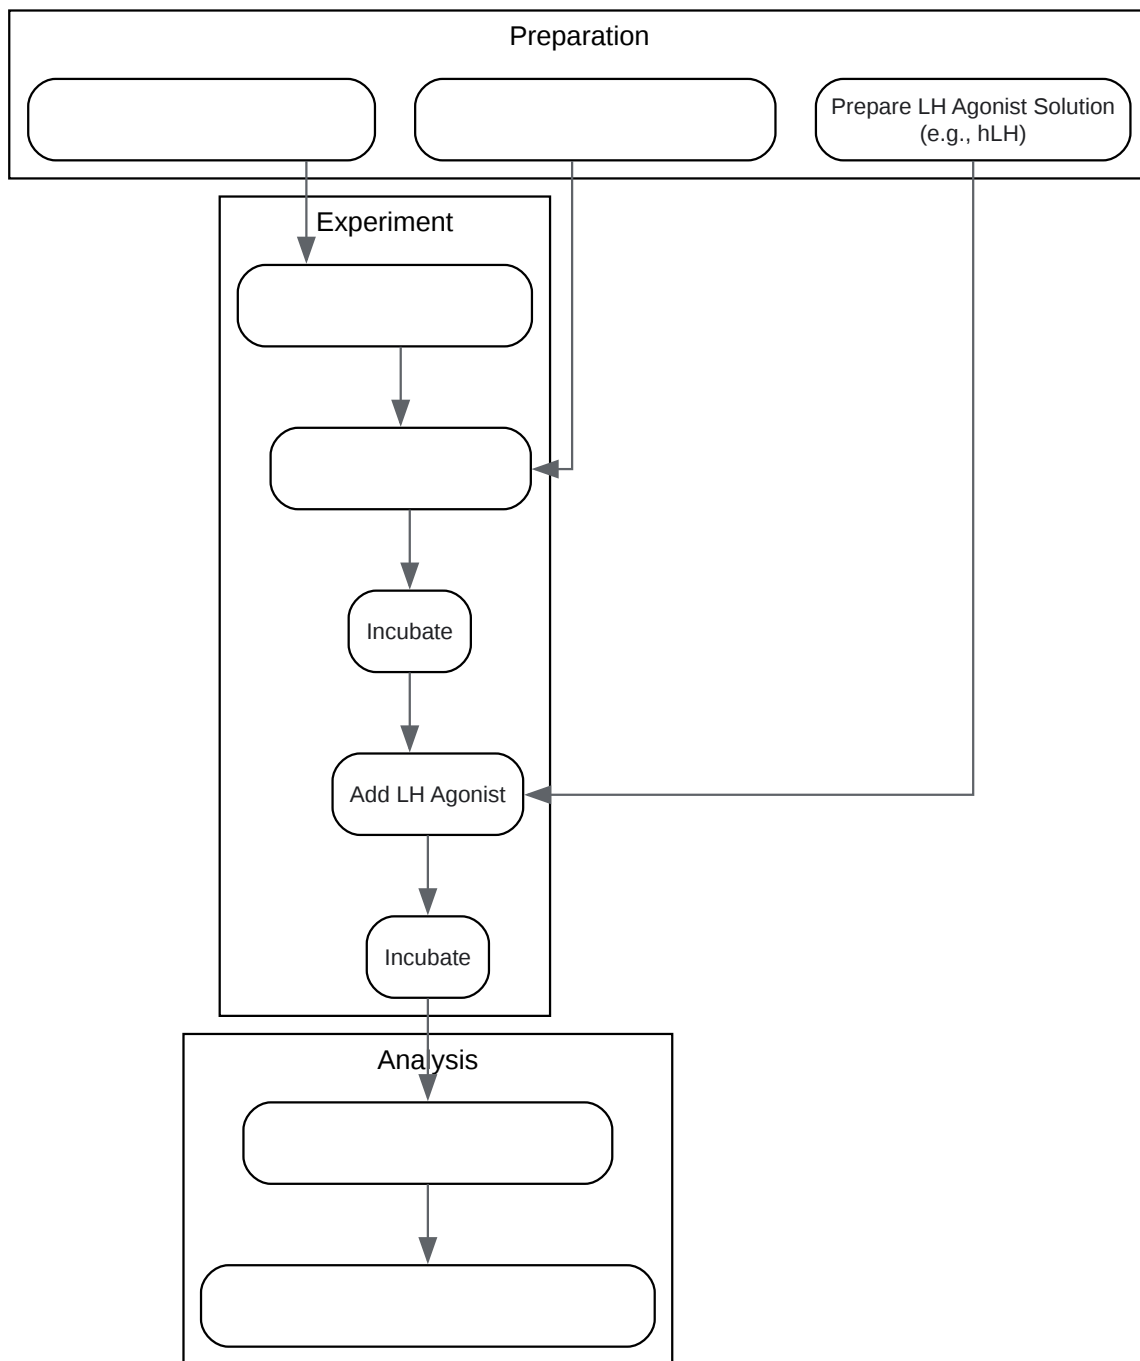 Preparation
Prepare LH Agonist Solution
(e.g., hLH)
Experiment
Incubate
Add LH Agonist
Incubate
Analysis